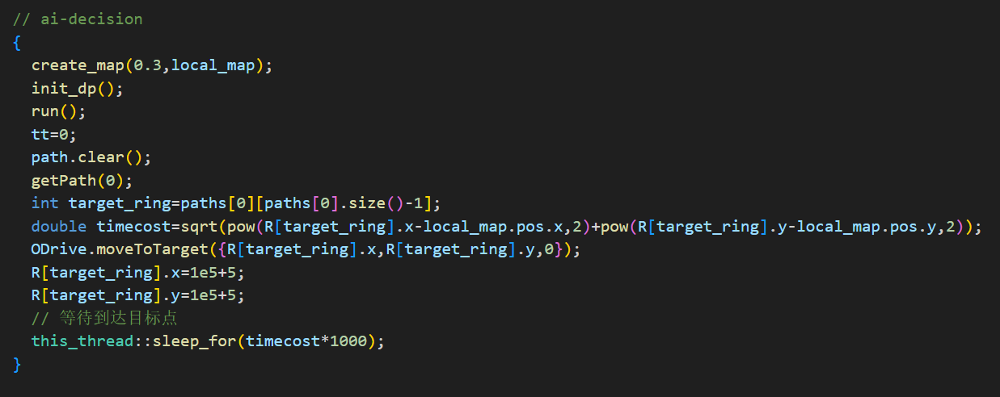 // ai-decision
{
  create_map(0.3,local_map);
  init_dp();
  run();
  tt=0;
  path.clear();
  getPath(0);
  int target_ring=paths[0][paths[0].size()-1];
  double timecost=sqrt(pow(R[target_ring].x-local_map.pos.x,2)+pow(R[target_ring].y-local_map.pos.y,2));
  ODrive.moveToTarget({R[target_ring].x,R[target_ring].y,0});
  R[target_ring].x=1e5+5;
  R[target_ring].y=1e5+5;
  // 等待到达目标点
  this_thread::sleep_for(timecost*1000);
}